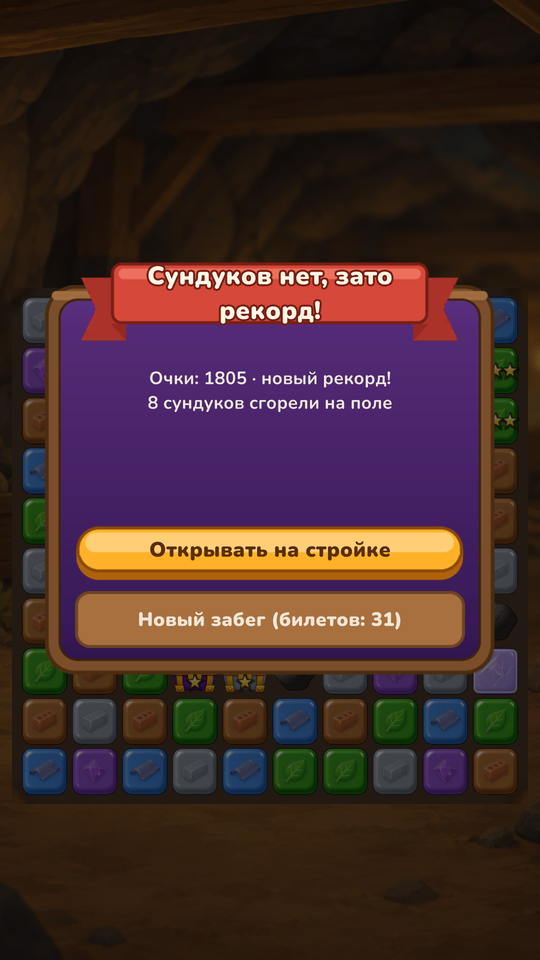 Сундуков нет, зато
рекорд!
Очки: 1805 · новый рекорд!
8 сундуков сгорели на поле
Открывать на стройке
Новый забег (билетов: 31)